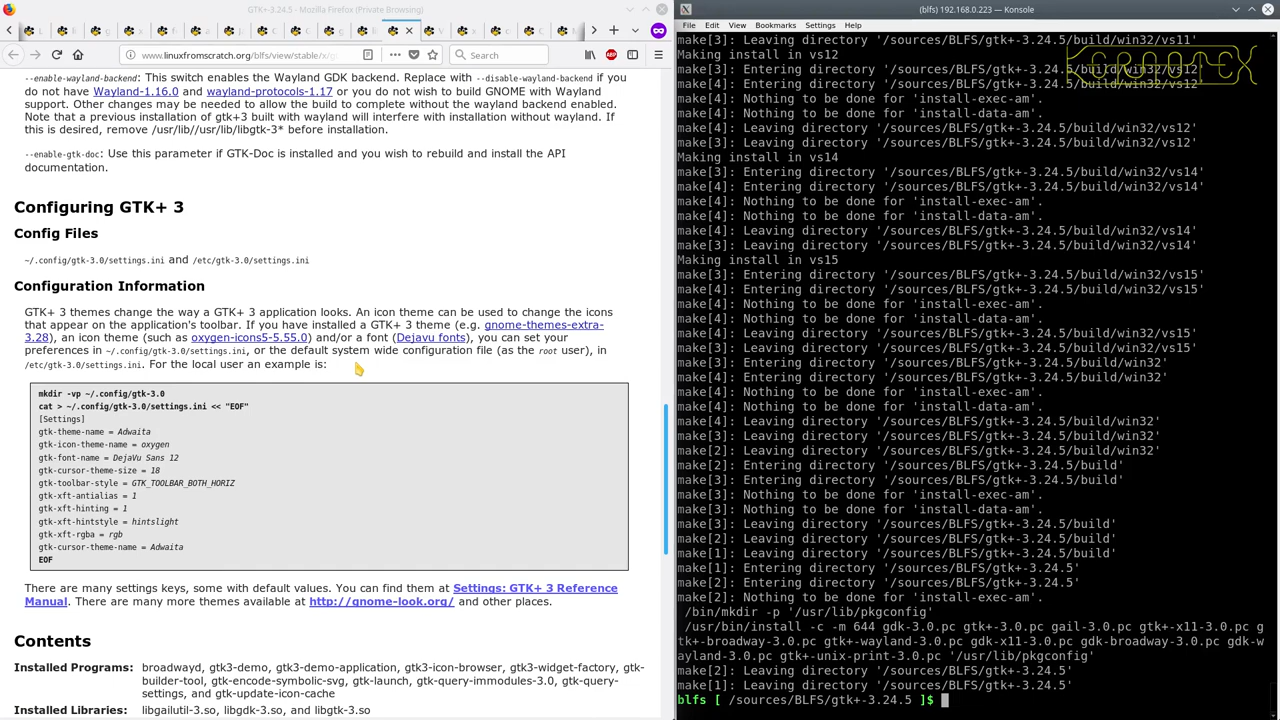 GTK+-3.24.5 - Mozilla Firefox (Private Browsing)
www.linuxfromscratch.org/blfs/view/stable/x/g
Search
--enable-wayland-backend: This switch enables the Wayland GDK backend. Replace with --disable-wayland-backend if you
do not have Wayland-1.16.0 and wayland-protocols-1.17 or you do not wish to build GNOME with Wayland
support. Other changes may be needed to allow the build to complete without the wayland backend enabled.
Note that a previous installation of gtk+3 built with wayland will interfere with installation without wayland. If
this is desired, remove /usr/lib//usr/lib/libgtk-3* before installation.
--enable-gtk-doc: Use this parameter if GTK-Doc is installed and you wish to rebuild and install the API
documentation.
Configuring GTK+ 3
Config Files
~/.config/gtk-3.0/settings.ini and /etc/gtk-3.0/settings.ini
Configuration Information
GTK+ 3 themes change the way a GTK+ 3 application looks. An icon theme can be used to change the icons
that appear on the application's toolbar. If you have installed a GTK+ 3 theme (e.g. gnome-themes-extra-
3.28), an icon theme (such as oxygen-icons5-5.55.0) and/or a font (Dejavu fonts), you can set your
preferences in ~/.config/gtk-3.0/settings.ini, or the default system wide configuration file (as the root user), in
/etc/gtk-3.0/settings.ini. For the local user an example is:
mkdir -vp ~/.config/gtk-3.0
cat > ~/.config/gtk-3.0/settings.ini << "EOF"
[Settings]
gtk-theme-name = Adwaita
gtk-icon-theme-name = oxygen
gtk-font-name = DejaVu Sans 12
gtk-cursor-theme-size = 18
gtk-toolbar-style = GTK_TOOLBAR_BOTH_HORIZ
gtk-xft-antialias = 1
gtk-xft-hinting = 1
gtk-xft-hintstyle = hintslight
gtk-xft-rgba = rgb
gtk-cursor-theme-name = Adwaita
EOF
There are many settings keys, some with default values. You can find them at Settings: GTK+ 3 Reference
Manual. There are many more themes available at http://gnome-look.org/ and other places.
Contents
Installed Programs: broadwayd, gtk3-demo, gtk3-demo-application, gtk3-icon-browser, gtk3-widget-factory, gtk-
builder-tool, gtk-encode-symbolic-svg, gtk-launch, gtk-query-immodules-3.0, gtk-query-
settings, and gtk-update-icon-cache
Installed Libraries: libgailutil-3.so, libgdk-3.so, and libgtk-3.so
(blfs) 192.168.0.223 — Konsole
File Edit View Bookmarks Settings Help
make[3]: Leaving directory '/sources/BLFS/gtk+-3.24.5/build/win32/vs11'
Making install in vs12
make[3]: Entering directory '/sources/BLFS/gtk+-3.24.5/build/win32/vs12'
make[4]: Entering directory '/sources/BLFS/gtk+-3.24.5/build/win32/vs12'
make[4]: Nothing to be done for 'install-exec-am'.
make[4]: Nothing to be done for 'install-data-am'.
make[4]: Leaving directory '/sources/BLFS/gtk+-3.24.5/build/win32/vs12'
make[3]: Leaving directory '/sources/BLFS/gtk+-3.24.5/build/win32/vs12'
Making install in vs14
make[3]: Entering directory '/sources/BLFS/gtk+-3.24.5/build/win32/vs14'
make[4]: Entering directory '/sources/BLFS/gtk+-3.24.5/build/win32/vs14'
make[4]: Nothing to be done for 'install-exec-am'.
make[4]: Nothing to be done for 'install-data-am'.
make[4]: Leaving directory '/sources/BLFS/gtk+-3.24.5/build/win32/vs14'
make[3]: Leaving directory '/sources/BLFS/gtk+-3.24.5/build/win32/vs14'
Making install in vs15
make[3]: Entering directory '/sources/BLFS/gtk+-3.24.5/build/win32/vs15'
make[4]: Entering directory '/sources/BLFS/gtk+-3.24.5/build/win32/vs15'
make[4]: Nothing to be done for 'install-exec-am'.
make[4]: Nothing to be done for 'install-data-am'.
make[4]: Leaving directory '/sources/BLFS/gtk+-3.24.5/build/win32/vs15'
make[3]: Leaving directory '/sources/BLFS/gtk+-3.24.5/build/win32/vs15'
make[3]: Entering directory '/sources/BLFS/gtk+-3.24.5/build/win32'
make[4]: Entering directory '/sources/BLFS/gtk+-3.24.5/build/win32'
make[4]: Nothing to be done for 'install-exec-am'.
make[4]: Nothing to be done for 'install-data-am'.
make[4]: Leaving directory '/sources/BLFS/gtk+-3.24.5/build/win32'
make[3]: Leaving directory '/sources/BLFS/gtk+-3.24.5/build/win32'
make[2]: Leaving directory '/sources/BLFS/gtk+-3.24.5/build/win32'
make[2]: Entering directory '/sources/BLFS/gtk+-3.24.5/build'
make[3]: Entering directory '/sources/BLFS/gtk+-3.24.5/build'
make[3]: Nothing to be done for 'install-exec-am'.
make[3]: Nothing to be done for 'install-data-am'.
make[3]: Leaving directory '/sources/BLFS/gtk+-3.24.5/build'
make[2]: Leaving directory '/sources/BLFS/gtk+-3.24.5/build'
make[1]: Leaving directory '/sources/BLFS/gtk+-3.24.5/build'
make[1]: Entering directory '/sources/BLFS/gtk+-3.24.5'
make[2]: Entering directory '/sources/BLFS/gtk+-3.24.5'
make[2]: Nothing to be done for 'install-exec-am'.
/bin/mkdir -p '/usr/lib/pkgconfig'
/usr/bin/install -c -m 644 gdk-3.0.pc gtk+-3.0.pc gail-3.0.pc gtk+-x11-3.0.pc g
tk+-broadway-3.0.pc gtk+-wayland-3.0.pc gdk-x11-3.0.pc gdk-broadway-3.0.pc gdk-w
ayland-3.0.pc gtk+-unix-print-3.0.pc '/usr/lib/pkgconfig'
make[2]: Leaving directory '/sources/BLFS/gtk+-3.24.5'
make[1]: Leaving directory '/sources/BLFS/gtk+-3.24.5'
blfs [ /sources/BLFS/gtk+-3.24.5 ]$